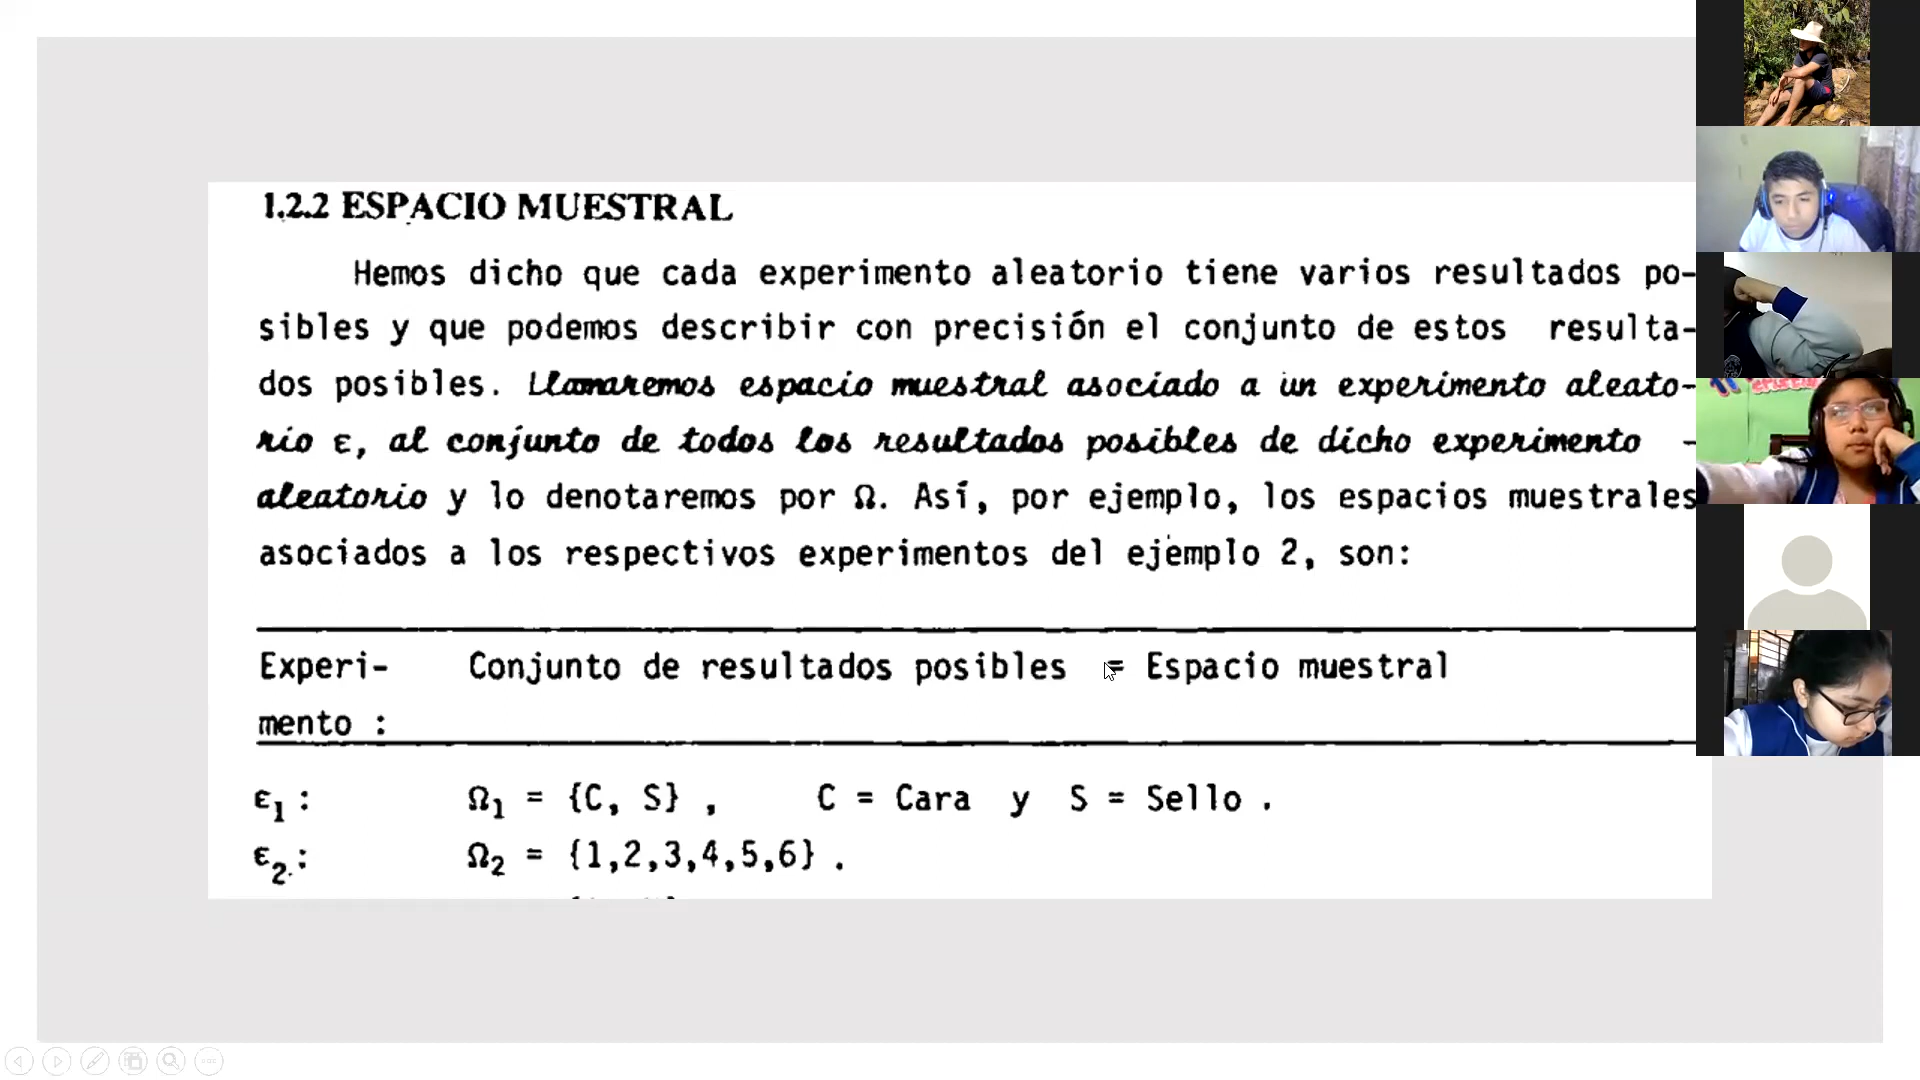 1.2.2 ESPACIO MUESTRAL
Hemos dicho que cada experimento aleatorio tiene varios resultados po-
sibles y que podemos describir con precisión el conjunto de estos resulta-
dos posibles. Llamaremos espacio muestral asociado a un experimento aleato-
rio ε, al conjunto de todos los resultados posibles de dicho experimento -
aleatorio y lo denotaremos por Ω. Así, por ejemplo, los espacios muestrales
asociados a los respectivos experimentos del ejemplo 2, son:
Experi- Conjunto de resultados posibles = Espacio muestral
mento :
ε₁: Ω₁ = {C, S} , C = Cara y S = Sello .
ε₂: Ω₂ = {1,2,3,4,5,6} .